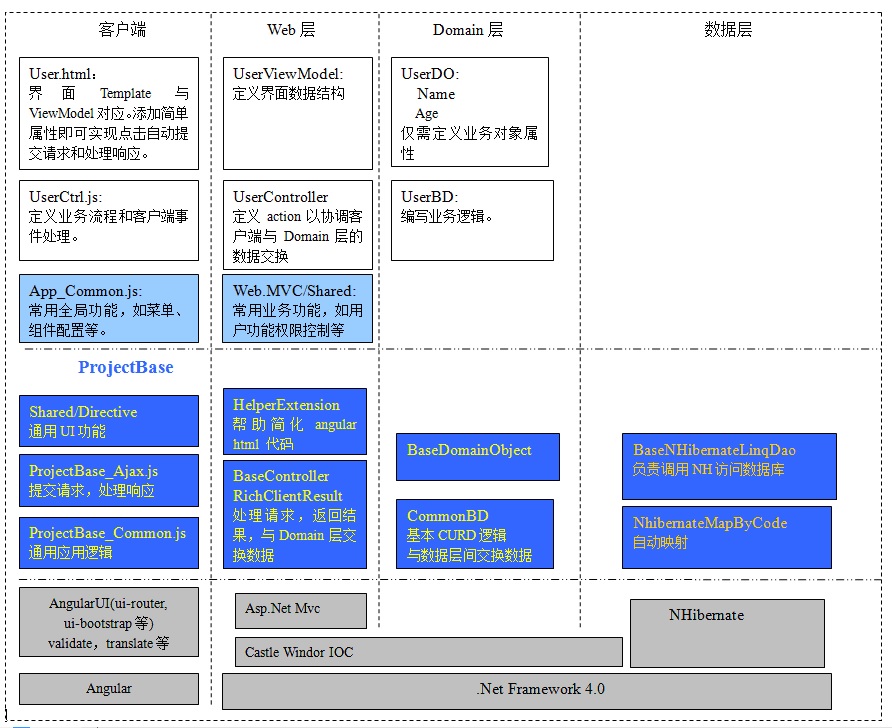 客户端
Web 层
Domain 层
数据层
User.html：
界面 Template 与
ViewModel 对应。添加简单
属性即可实现点击自动提
交请求和处理响应。
UserViewModel:
定义界面数据结构
UserDO:
Name
Age
仅需定义业务对象属
性
UserCtrl.js:
定义业务流程和客户端事
件处理。
UserController
定义 action 以协调客
户端与 Domain 层的
数据交换
UserBD:
编写业务逻辑。
App_Common.js:
常用全局功能，如菜单、
组件配置等。
Web.MVC/Shared:
常用业务功能，如用
户功能权限控制等
ProjectBase
Shared/Directive
通用 UI 功能
ProjectBase_Ajax.js
提交请求，处理响应
ProjectBase_Common.js
通用应用逻辑
HelperExtension
帮助简化 angular
html 代码
BaseController
RichClientResult
处理请求，返回结
果，与 Domain 层交
换数据
BaseDomainObject
CommonBD
基本 CURD 逻辑
与数据层间交换数据
BaseNHibernateLinqDao
负责调用 NH 访问数据库
NhibernateMapByCode
自动映射
AngularUI(ui-router,
ui-bootstrap 等)
validate，translate 等
Asp.Net Mvc
Castle Windor IOC
NHibernate
Angular
.Net Framework 4.0